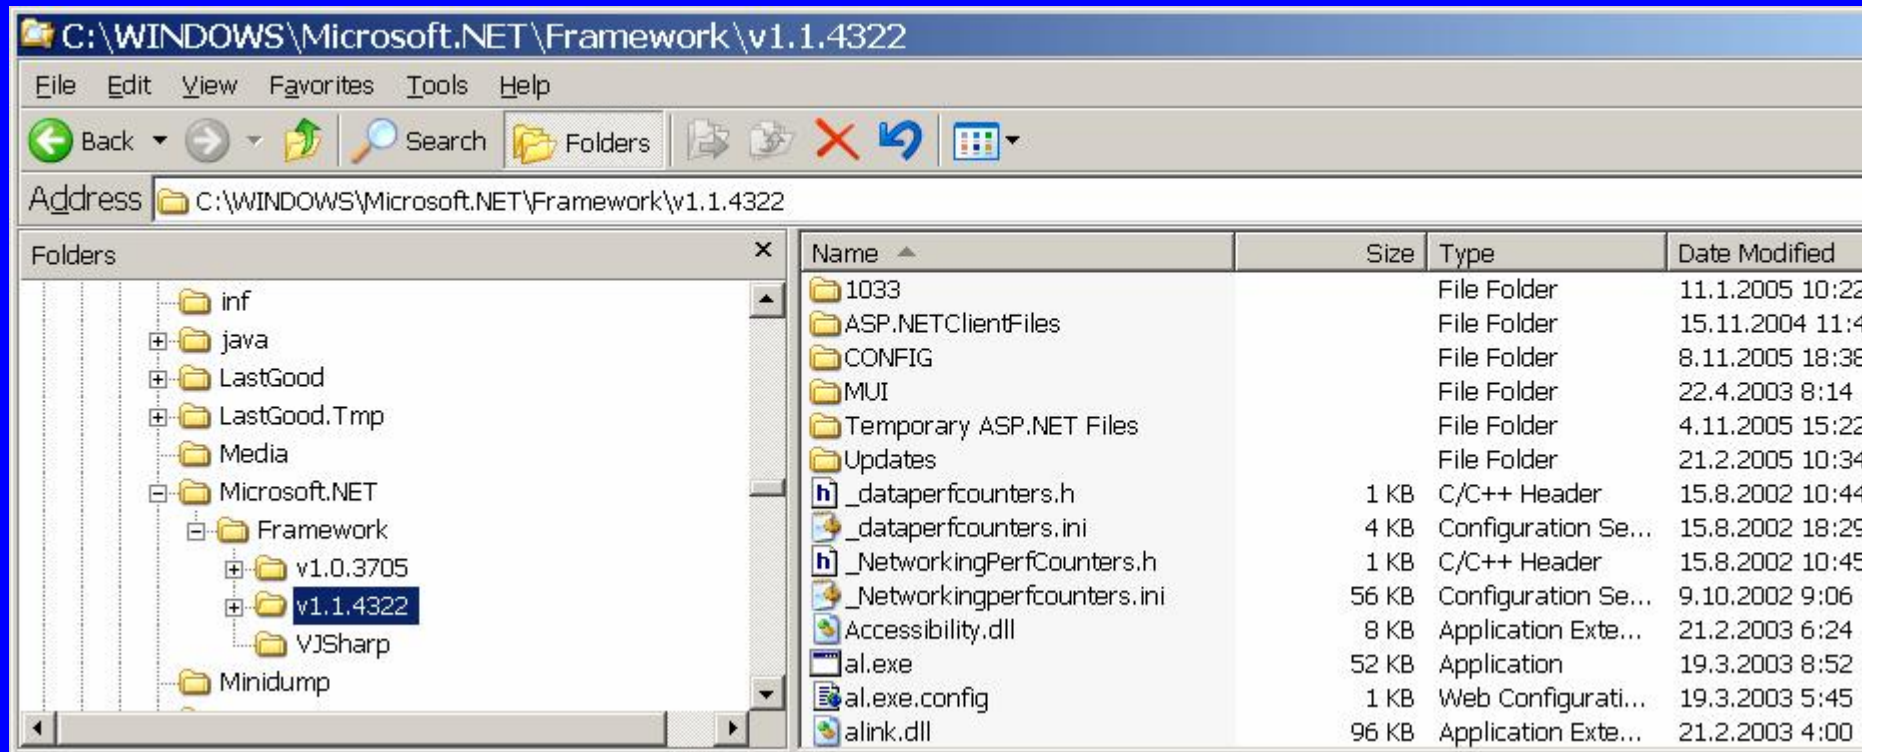 C:\WINDOWS\Microsoft.NET\Framework\v1.1.4322
File Edit View Favorites Tools Help
Back Search Folders
Address C:\WINDOWS\Microsoft.NET\Framework\v1.1.4322
Folders
inf
java
LastGood
LastGood.Tmp
Media
Microsoft.NET
Framework
v1.0.3705
v1.1.4322
VJSharp
Minidump
Name Size Type Date Modified
1033 File Folder 11.1.2005 10:22
ASP.NETClientFiles File Folder 15.11.2004 11:4
CONFIG File Folder 8.11.2005 18:38
MUI File Folder 22.4.2003 8:14
Temporary ASP.NET Files File Folder 4.11.2005 15:22
Updates File Folder 21.2.2005 10:34
_dataperfcounters.h 1 KB C/C++ Header 15.8.2002 10:44
_dataperfcounters.ini 4 KB Configuration Se... 15.8.2002 18:29
_NetworkingPerfCounters.h 1 KB C/C++ Header 15.8.2002 10:45
_Networkingperfcounters.ini 56 KB Configuration Se... 9.10.2002 9:06
Accessibility.dll 8 KB Application Exte... 21.2.2003 6:24
al.exe 52 KB Application 19.3.2003 8:52
al.exe.config 1 KB Web Configurati... 19.3.2003 5:45
alink.dll 96 KB Application Exte... 21.2.2003 4:00